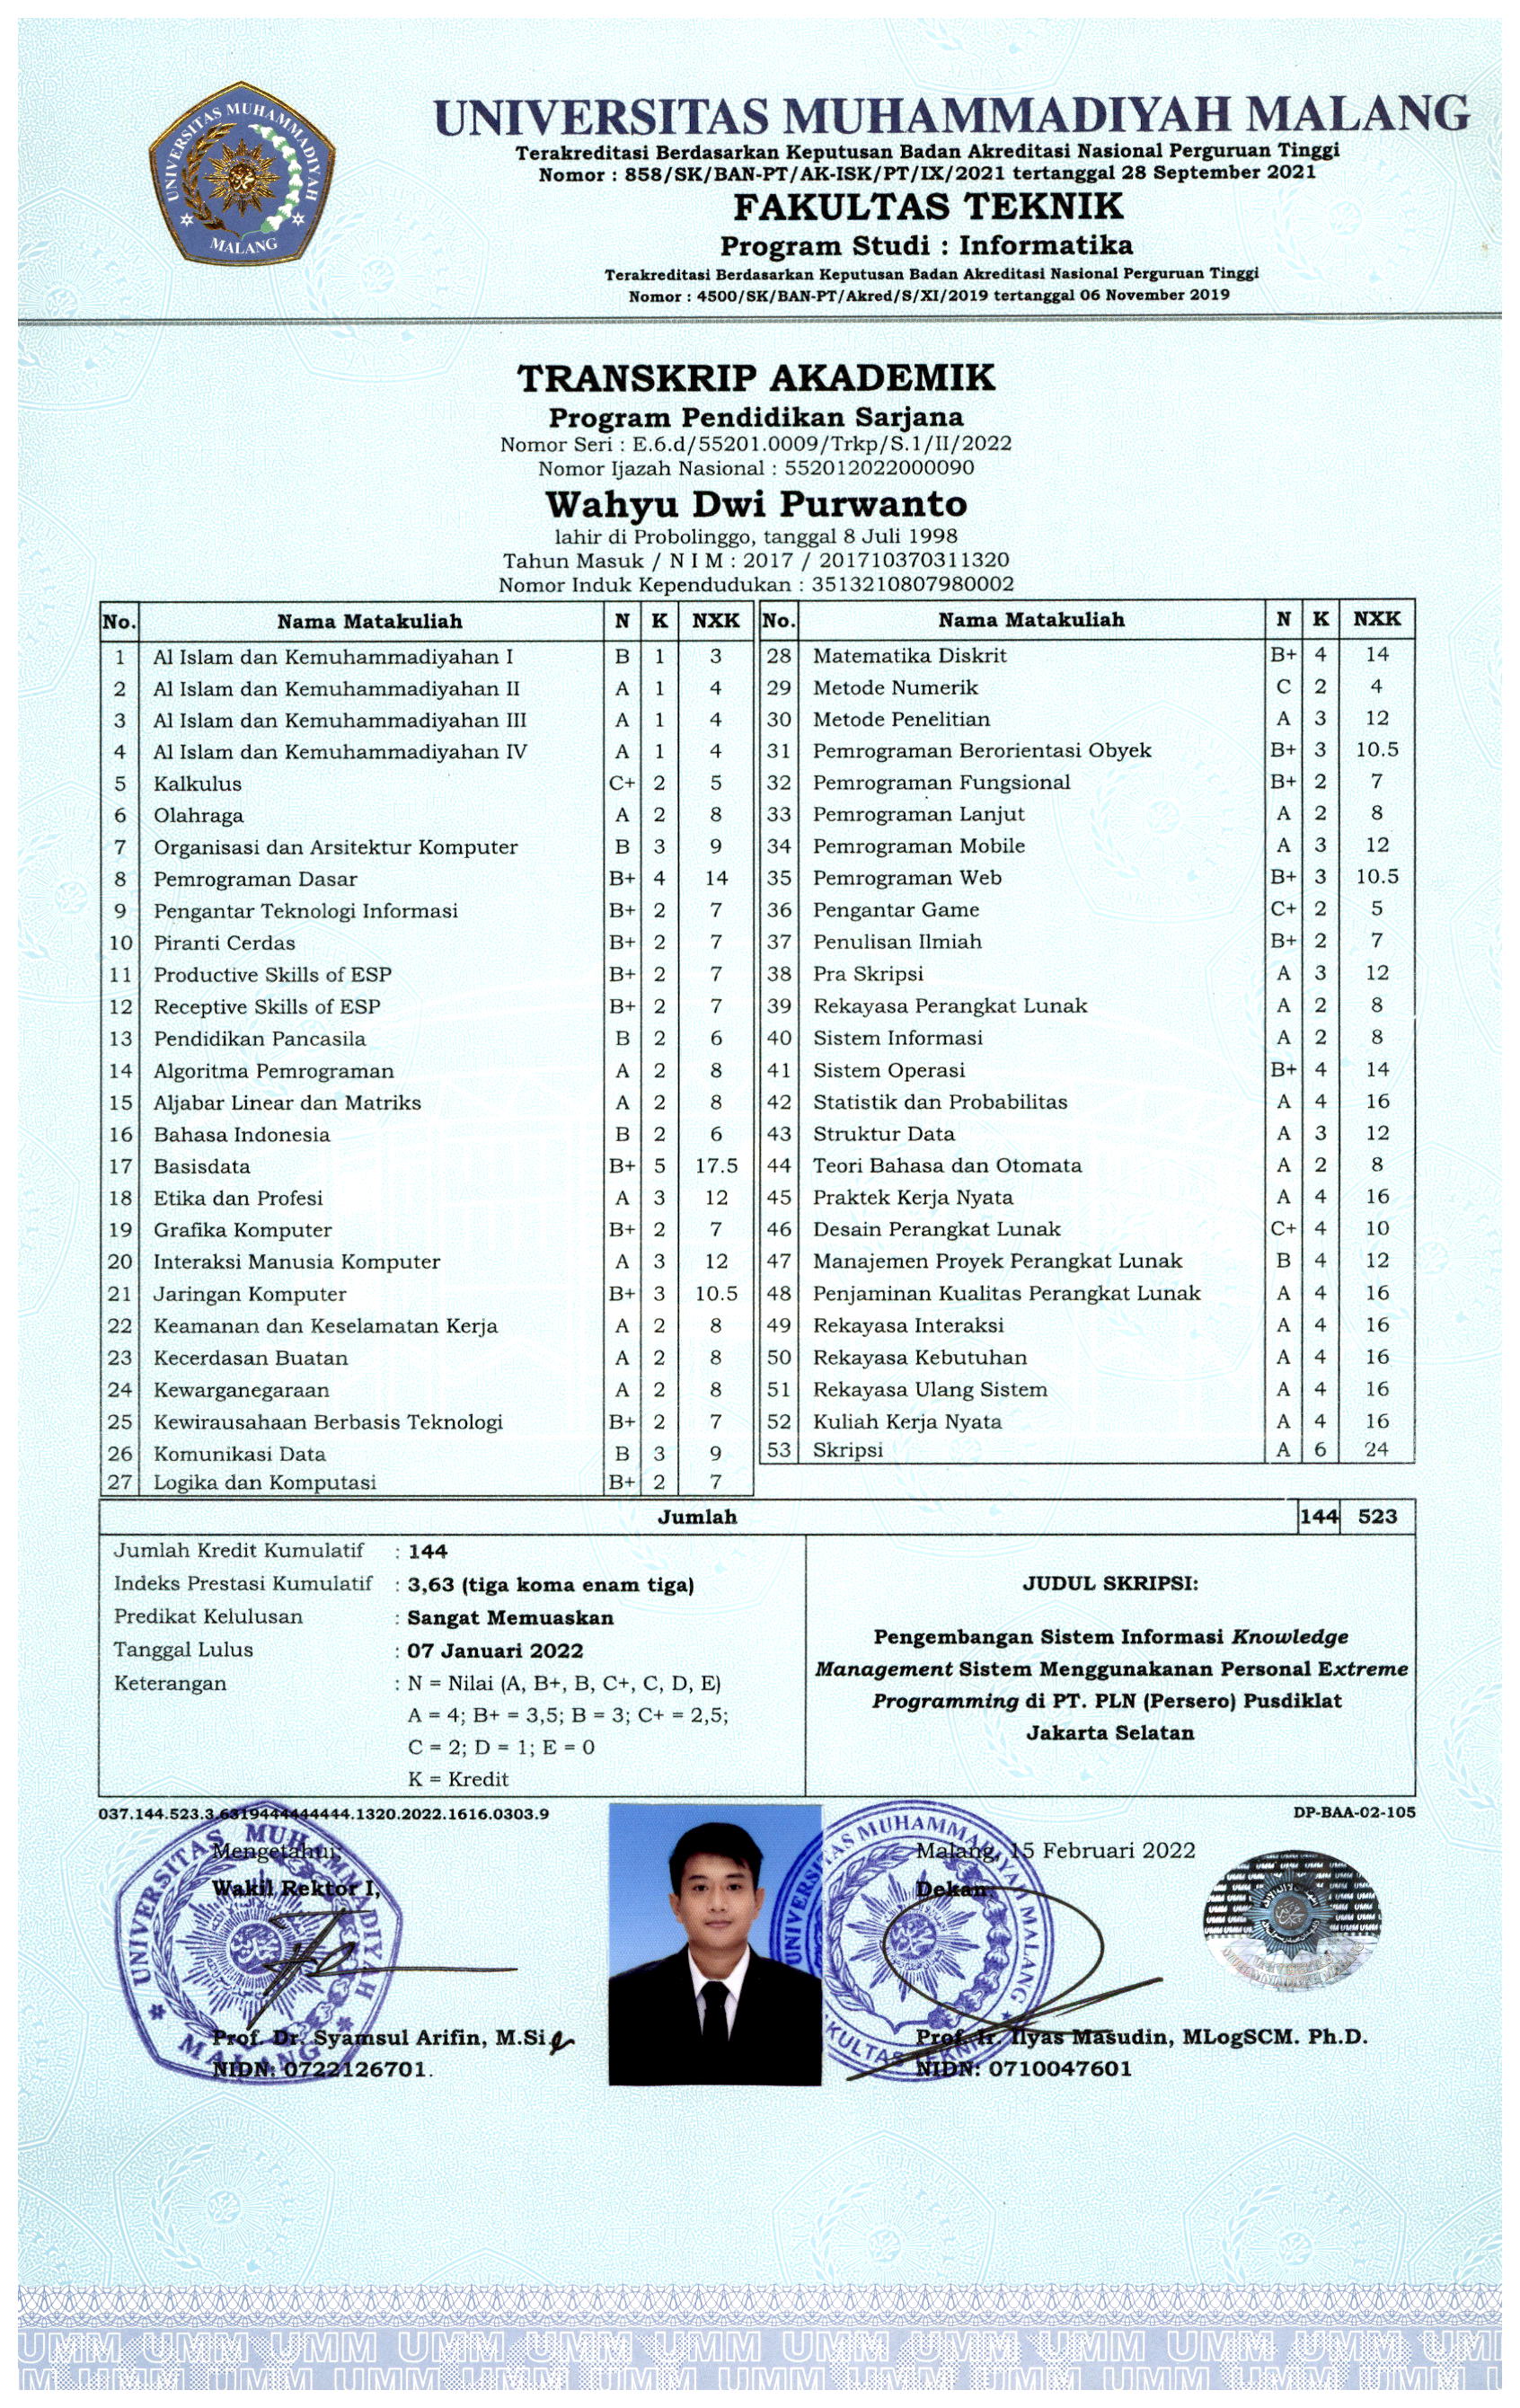 UNIVERSITAS MUHAMMADIYAH
MALANG
UNIVERSITAS MUHAMMADIYAH MALANG
Terakreditasi Berdasarkan Keputusan Badan Akreditasi Nasional Perguruan Tinggi
Nomor : 858/SK/BAN-PT/AK-ISK/PT/IX/2021 tertanggal 28 September 2021
FAKULTAS TEKNIK
Program Studi : Informatika
Terakreditasi Berdasarkan Keputusan Badan Akreditasi Nasional Perguruan Tinggi
Nomor : 4500/SK/BAN-PT/Akred/S/XI/2019 tertanggal 06 November 2019
TRANSKRIP AKADEMIK
Program Pendidikan Sarjana
Nomor Seri : E.6.d/55201.0009/Trkp/S.1/II/2022
Nomor Ijazah Nasional : 552012022000090
Wahyu Dwi Purwanto
lahir di Probolinggo, tanggal 8 Juli 1998
Tahun Masuk / N I M : 2017 / 201710370311320
Nomor Induk Kependudukan : 3513210807980002
No. Nama Matakuliah N K NXK
1 Al Islam dan Kemuhammadiyahan I B 1 3
2 Al Islam dan Kemuhammadiyahan II A 1 4
3 Al Islam dan Kemuhammadiyahan III A 1 4
4 Al Islam dan Kemuhammadiyahan IV A 1 4
5 Kalkulus C+ 2 5
6 Olahraga A 2 8
7 Organisasi dan Arsitektur Komputer B 3 9
8 Pemrograman Dasar B+ 4 14
9 Pengantar Teknologi Informasi B+ 2 7
10 Piranti Cerdas B+ 2 7
11 Productive Skills of ESP B+ 2 7
12 Receptive Skills of ESP B+ 2 7
13 Pendidikan Pancasila B 2 6
14 Algoritma Pemrograman A 2 8
15 Aljabar Linear dan Matriks A 2 8
16 Bahasa Indonesia B 2 6
17 Basisdata B+ 5 17.5
18 Etika dan Profesi A 3 12
19 Grafika Komputer B+ 2 7
20 Interaksi Manusia Komputer A 3 12
21 Jaringan Komputer B+ 3 10.5
22 Keamanan dan Keselamatan Kerja A 2 8
23 Kecerdasan Buatan A 2 8
24 Kewarganegaraan A 2 8
25 Kewirausahaan Berbasis Teknologi B+ 2 7
26 Komunikasi Data B 3 9
27 Logika dan Komputasi B+ 2 7
No. Nama Matakuliah N K NXK
28 Matematika Diskrit B+ 4 14
29 Metode Numerik C 2 4
30 Metode Penelitian A 3 12
31 Pemrograman Berorientasi Obyek B+ 3 10.5
32 Pemrograman Fungsional B+ 2 7
33 Pemrograman Lanjut A 2 8
34 Pemrograman Mobile A 3 12
35 Pemrograman Web B+ 3 10.5
36 Pengantar Game C+ 2 5
37 Penulisan Ilmiah B+ 2 7
38 Pra Skripsi A 3 12
39 Rekayasa Perangkat Lunak A 2 8
40 Sistem Informasi A 2 8
41 Sistem Operasi B+ 4 14
42 Statistik dan Probabilitas A 4 16
43 Struktur Data A 3 12
44 Teori Bahasa dan Otomata A 2 8
45 Praktek Kerja Nyata A 4 16
46 Desain Perangkat Lunak C+ 4 10
47 Manajemen Proyek Perangkat Lunak B 4 12
48 Penjaminan Kualitas Perangkat Lunak A 4 16
49 Rekayasa Interaksi A 4 16
50 Rekayasa Kebutuhan A 4 16
51 Rekayasa Ulang Sistem A 4 16
52 Kuliah Kerja Nyata A 4 16
53 Skripsi A 6 24
Jumlah 144 523
Jumlah Kredit Kumulatif : 144
Indeks Prestasi Kumulatif : 3,63 (tiga koma enam tiga)
Predikat Kelulusan : Sangat Memuaskan
Tanggal Lulus : 07 Januari 2022
Keterangan : N = Nilai (A, B+, B, C+, C, D, E)
A = 4; B+ = 3,5; B = 3; C+ = 2,5;
C = 2; D = 1; E = 0
K = Kredit
JUDUL SKRIPSI:
Pengembangan Sistem Informasi Knowledge
Management Sistem Menggunakanan Personal Extreme
Programming di PT. PLN (Persero) Pusdiklat
Jakarta Selatan
037.144.523.3.6319444444444.1320.2022.1616.0303.9
DP-BAA-02-105
Mengetahui,
Wakil Rektor I,
UNIVERSITAS MUHAMMADIYAH
MALANG
Prof. Dr. Syamsul Arifin, M.Si
NIDN: 0722126701.
Malang, 15 Februari 2022
Dekan,
UNIVERSITAS MUHAMMADIYAH MALANG
FAKULTAS TEKNIK
Prof. Ir. Ilyas Masudin, MLogSCM. Ph.D.
NIDN: 0710047601
UMM UMM UMM UMM UMM UMM UMM UMM UMM UMM UMM UMM
UMM UMM UMM UMM UMM UMM UMM UMM UMM UMM UMM UMM